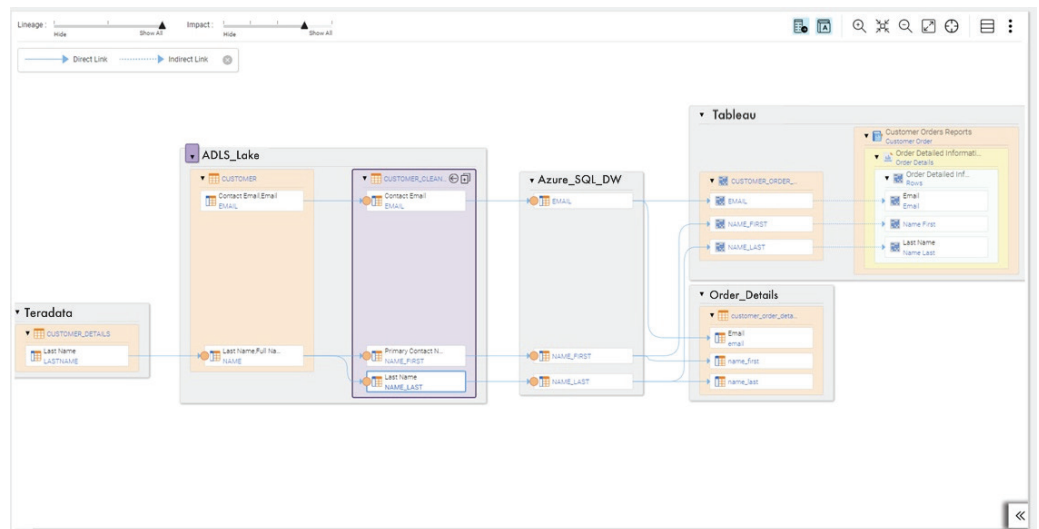 Lineage :
Hide
Show All
Impact :
Hide
Show All
Direct Link
Indirect Link
Tableau
Customer Orders Reports
Customer Order
Order Detailed Informati...
Order Details
Order Detailed Inf...
Rows
CUSTOMER_ORDER_...
EMAIL
Email
Email
NAME_FIRST
Name First
NAME_LAST
Last Name
Name Last
ADLS_Lake
CUSTOMER
Contact Email,Email
EMAIL
CUSTOMER_CLEAN..
Contact Email
EMAIL
Azure_SQL_DW
EMAIL
Order_Details
customer_order_deta..
Email
email
name_first
name_last
Teradata
CUSTOMER_DETAILS
Last Name
LASTNAME
Last Name,Full Na...
NAME
Primary Contact N...
NAME_FIRST
Last Name
NAME_LAST
NAME_FIRST
NAME_LAST